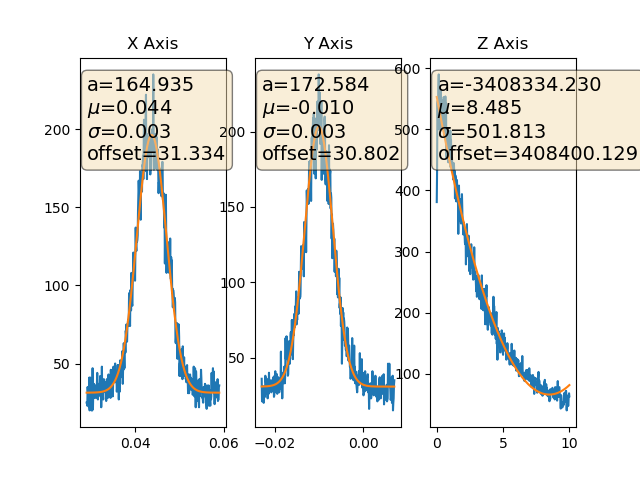 X Axis
a=164.935
μ=0.044
σ=0.003
offset=31.334
200
150
100
50
0.04
0.06
Y Axis
a=172.584
μ=-0.010
σ=0.003
offset=30.802
200
150
100
50
−0.02
0.00
Z Axis
a=-3408334.230
μ=8.485
σ=501.813
offset=3408400.129
600
500
400
300
200
100
0
5
10